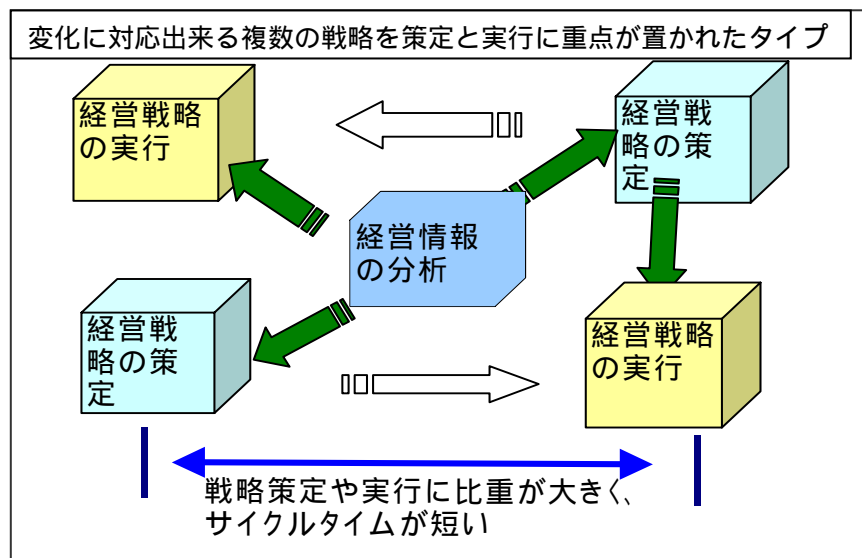 変化に対応出来る複数の戦略を策定と実行に重点が置かれたタイプ
経営戦略
の実行
経営戦
略の策
定
経営情報
の分析
経営戦
略の策
定
経営戦略
の実行
戦略策定や実行に比重が大きく、
サイクルタイムが短い